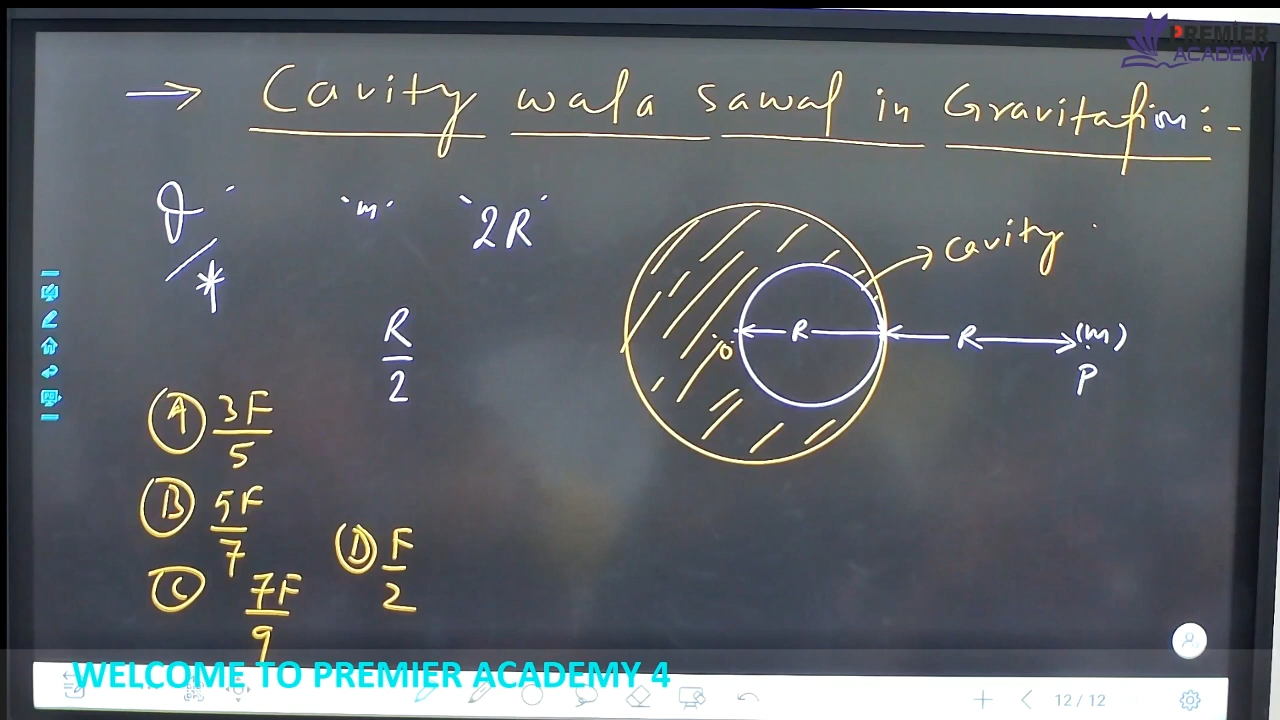 PREMIER
ACADEMY
→ Cavity wala sawal in Gravitation:-
'm' '2R'
cavity
R
2
R
R
(m)
O
P
(A) 3F
5
(B) 5F
7
(D) F
2
(C) 7F
9
WELCOME TO PREMIER ACADEMY 4
12/12